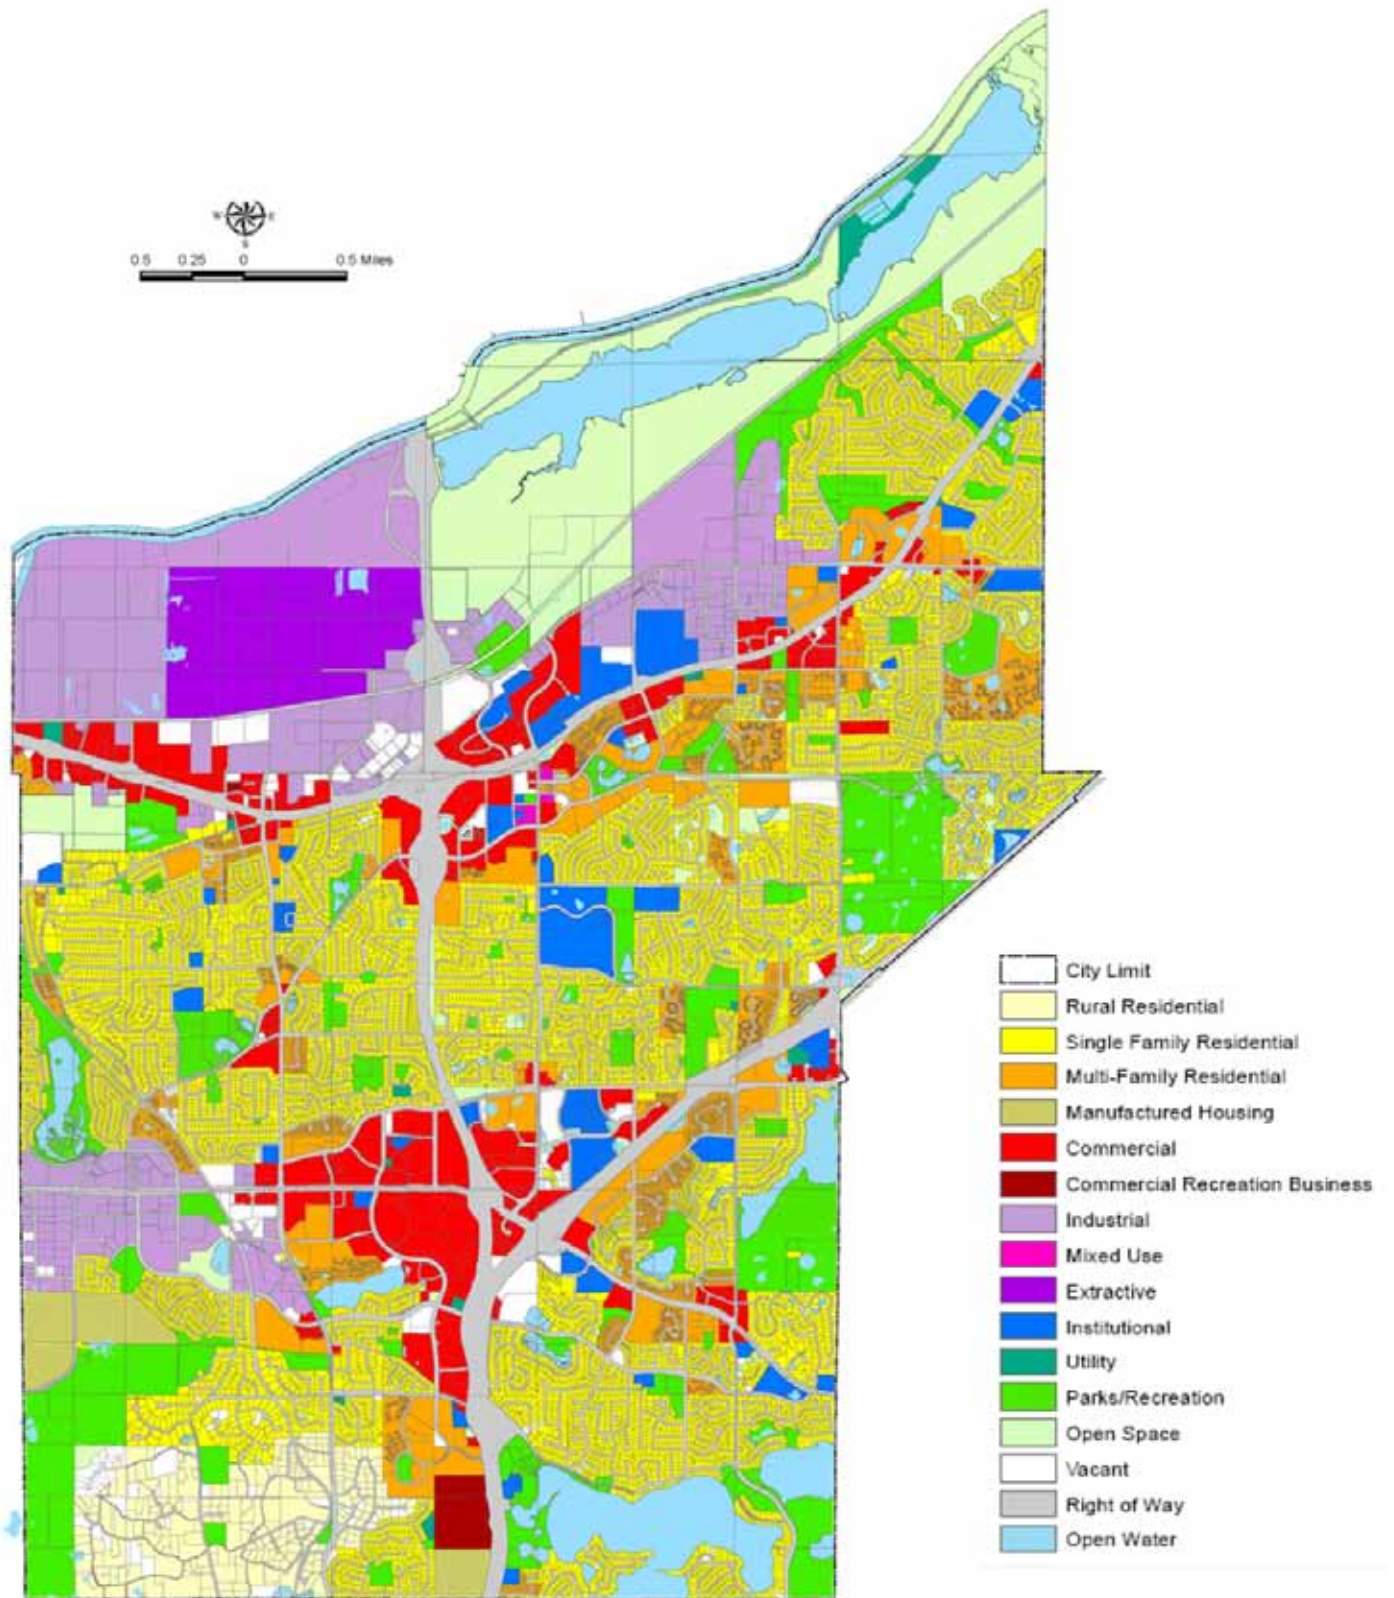 W E
S
0.5 0.25 0 0.5 Miles
City Limit
Rural Residential
Single Family Residential
Multi-Family Residential
Manufactured Housing
Commercial
Commercial Recreation Business
Industrial
Mixed Use
Extractive
Institutional
Utility
Parks/Recreation
Open Space
Vacant
Right of Way
Open Water